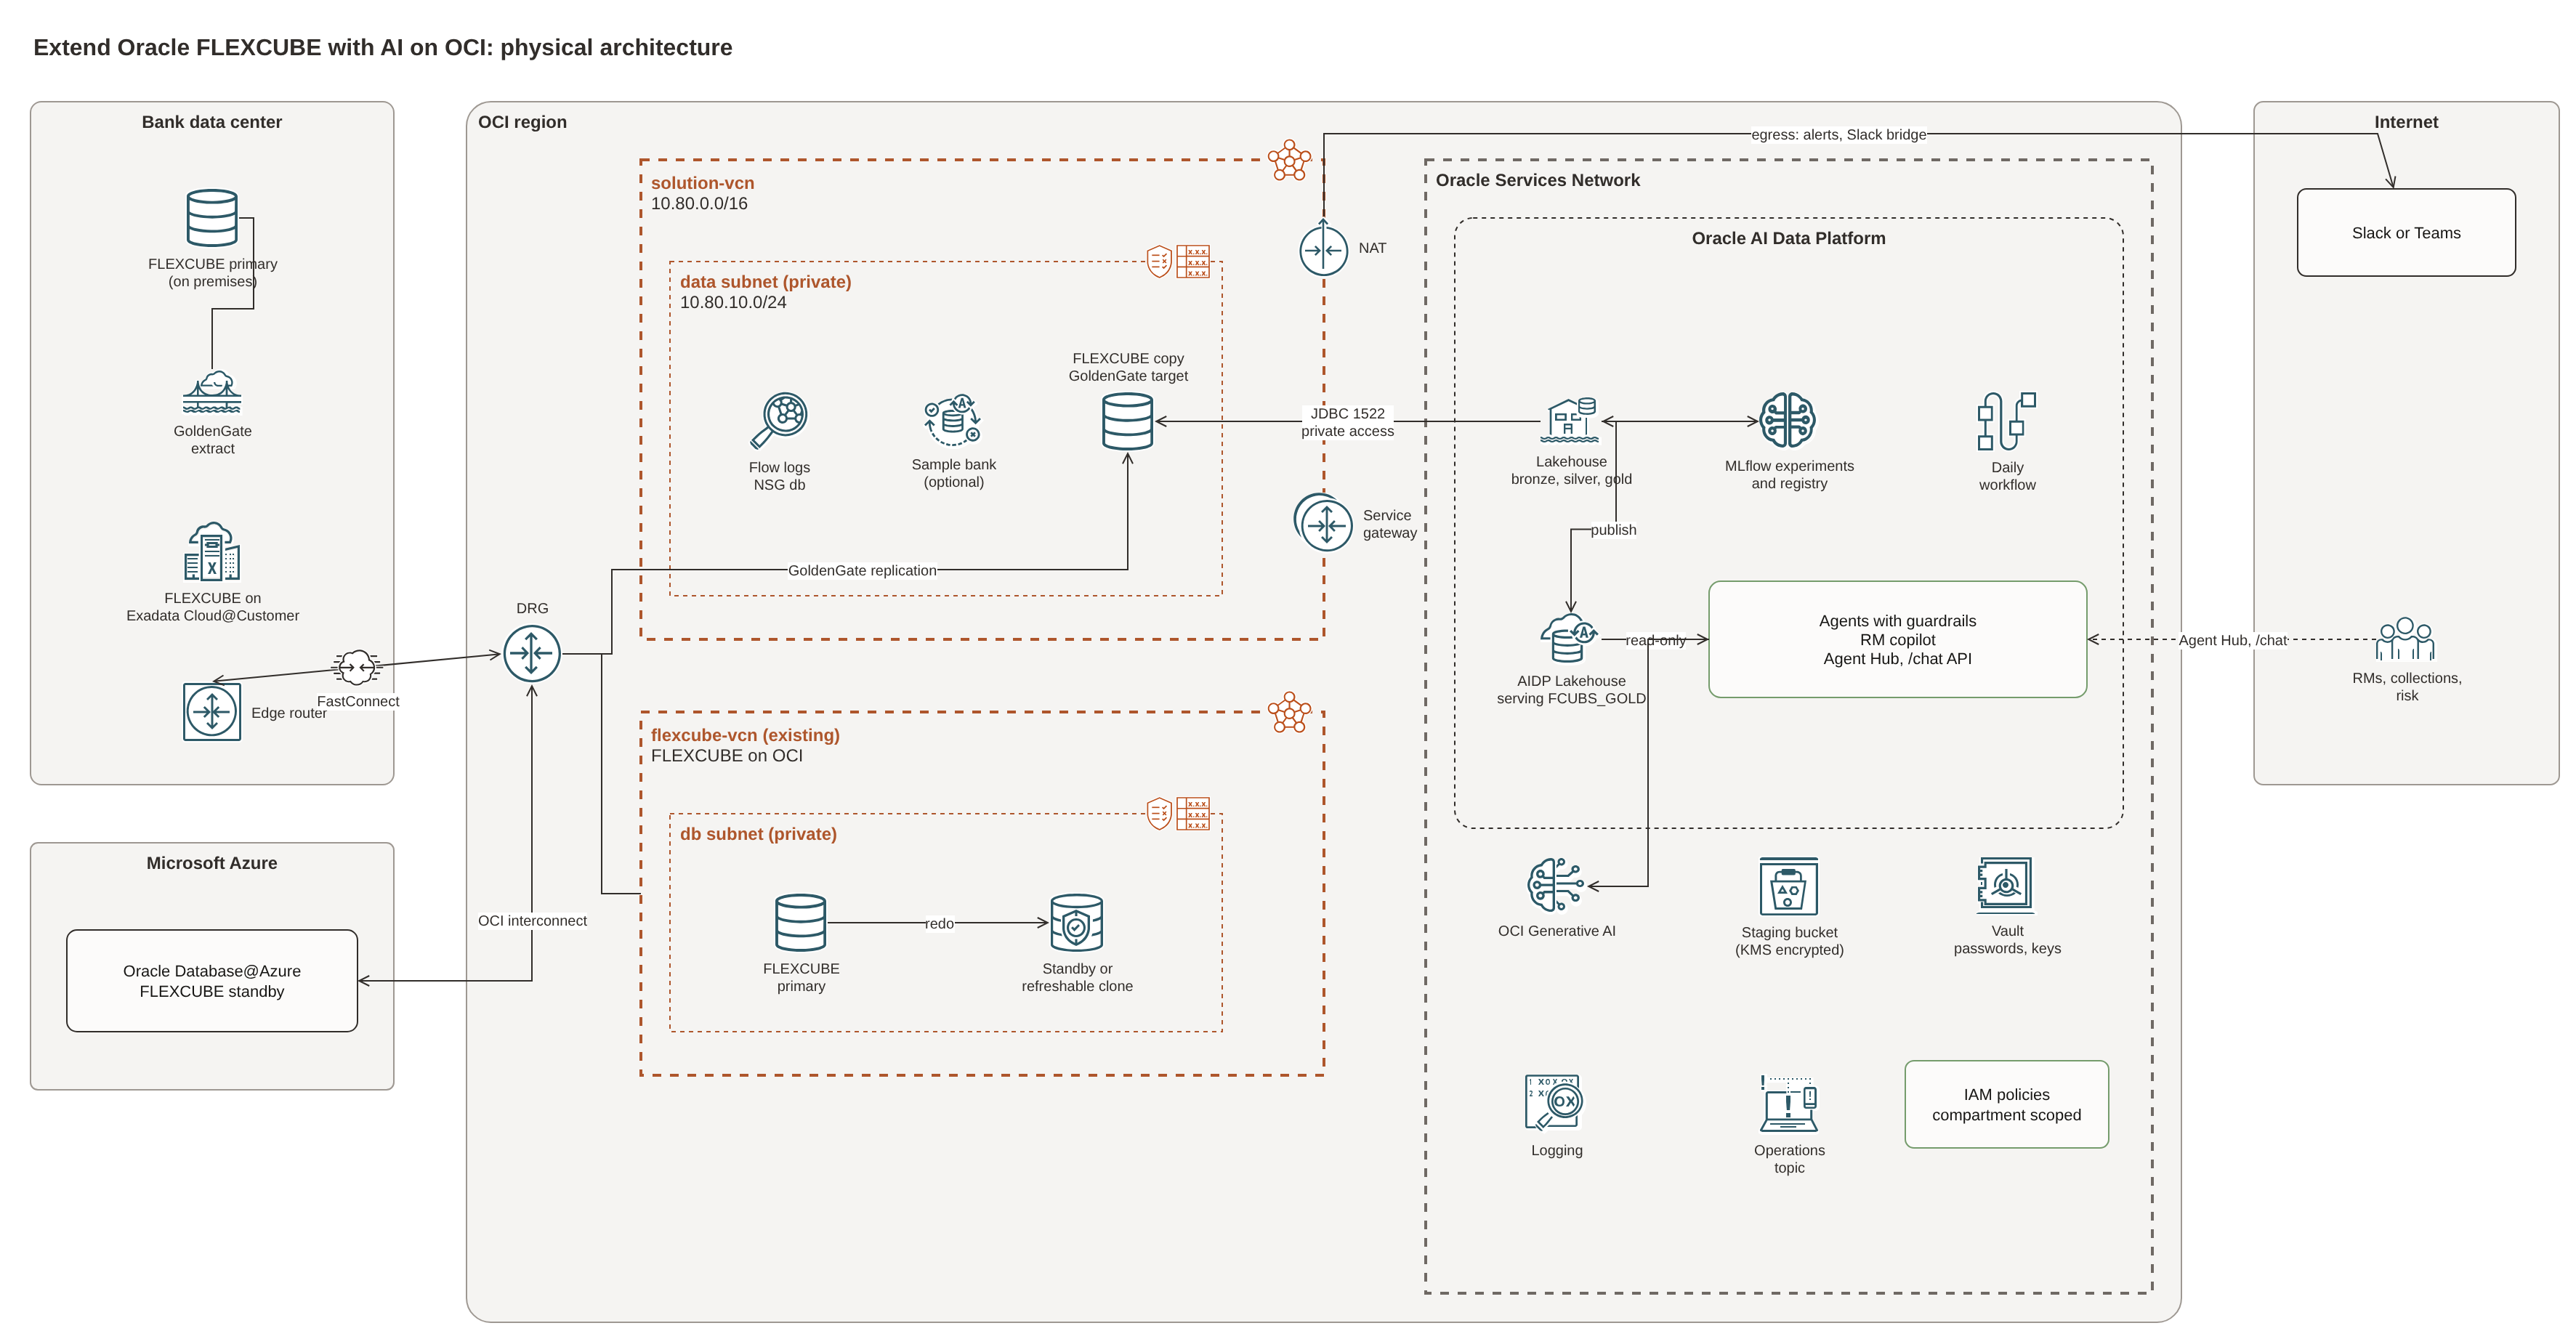 Extend Oracle FLEXCUBE with AI on OCI: physical architecture
Bank data center
FLEXCUBE primary
(on premises)
GoldenGate
extract
FLEXCUBE on
Exadata Cloud@Customer
X
FastConnect
Edge router
Microsoft Azure
Oracle Database@Azure
FLEXCUBE standby
OCI region
DRG
OCI interconnect
solution-vcn
10.80.0.0/16
data subnet (private)
10.80.10.0/24
Flow logs
NSG db
Sample bank
(optional)
FLEXCUBE copy
GoldenGate target
GoldenGate replication
flexcube-vcn (existing)
FLEXCUBE on OCI
db subnet (private)
FLEXCUBE
primary
redo
Standby or
refreshable clone
NAT
Service
gateway
JDBC 1522
private access
egress: alerts, Slack bridge
Oracle Services Network
Oracle AI Data Platform
Lakehouse
bronze, silver, gold
MLflow experiments
and registry
Daily
workflow
publish
AIDP Lakehouse
serving FCUBS_GOLD
read-only
Agents with guardrails
RM copilot
Agent Hub, /chat API
OCI Generative AI
Staging bucket
(KMS encrypted)
Vault
passwords, keys
Logging
Operations
topic
IAM policies
compartment scoped
Internet
Slack or Teams
Agent Hub, /chat
RMs, collections,
risk